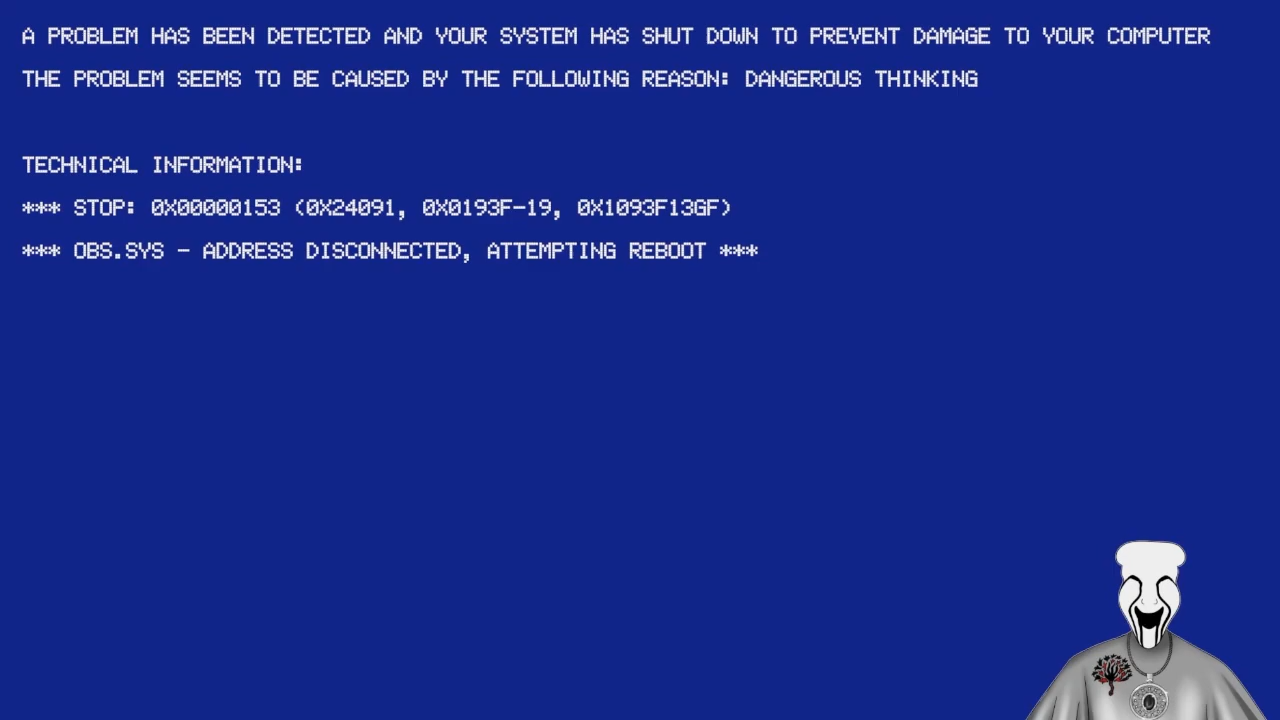 A PROBLEM HAS BEEN DETECTED AND YOUR SYSTEM HAS SHUT DOWN TO PREVENT DAMAGE TO YOUR COMPUTER
THE PROBLEM SEEMS TO BE CAUSED BY THE FOLLOWING REASON: DANGEROUS THINKING
TECHNICAL INFORMATION:
*** STOP: 0X00000153 (0X24091, 0X0193F-19, 0X1093F13GF)
*** OBS.SYS - ADDRESS DISCONNECTED, ATTEMPTING REBOOT ***